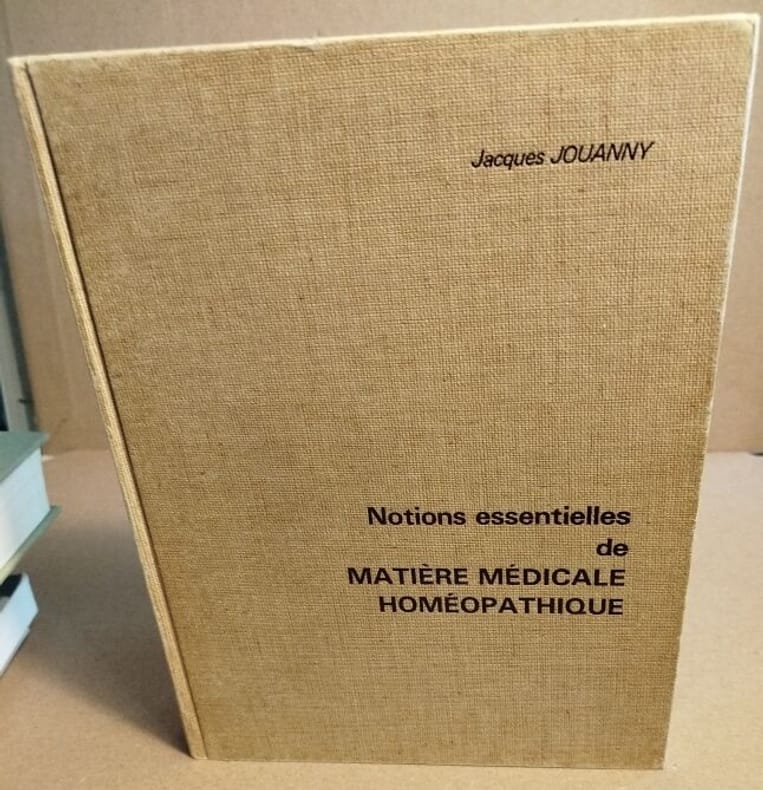 Jacques JOUANNY
Notions essentielles
de
MATIÈRE MÉDICALE
HOMÉOPATHIQUE